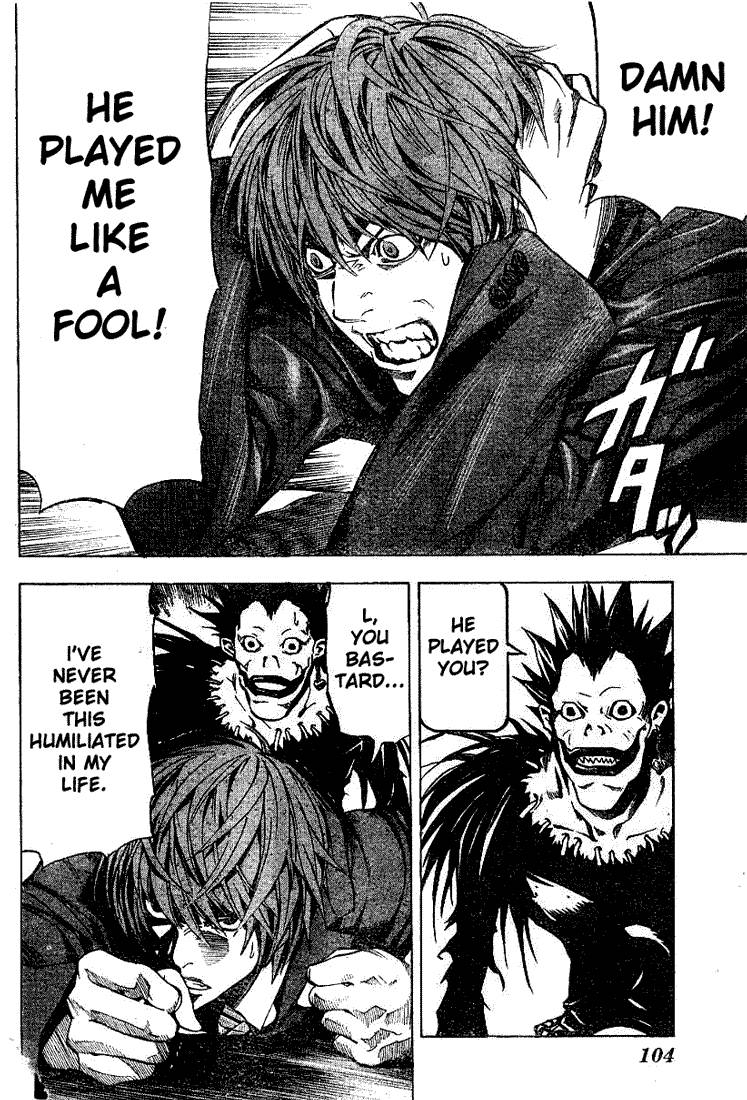 DAMN
HIM!
HE
PLAYED
ME
LIKE
A
FOOL!
ガタッ
HE
PLAYED
YOU?
L,
YOU
BAS-
TARD...
I'VE
NEVER
BEEN
THIS
HUMILIATED
IN MY
LIFE.
104